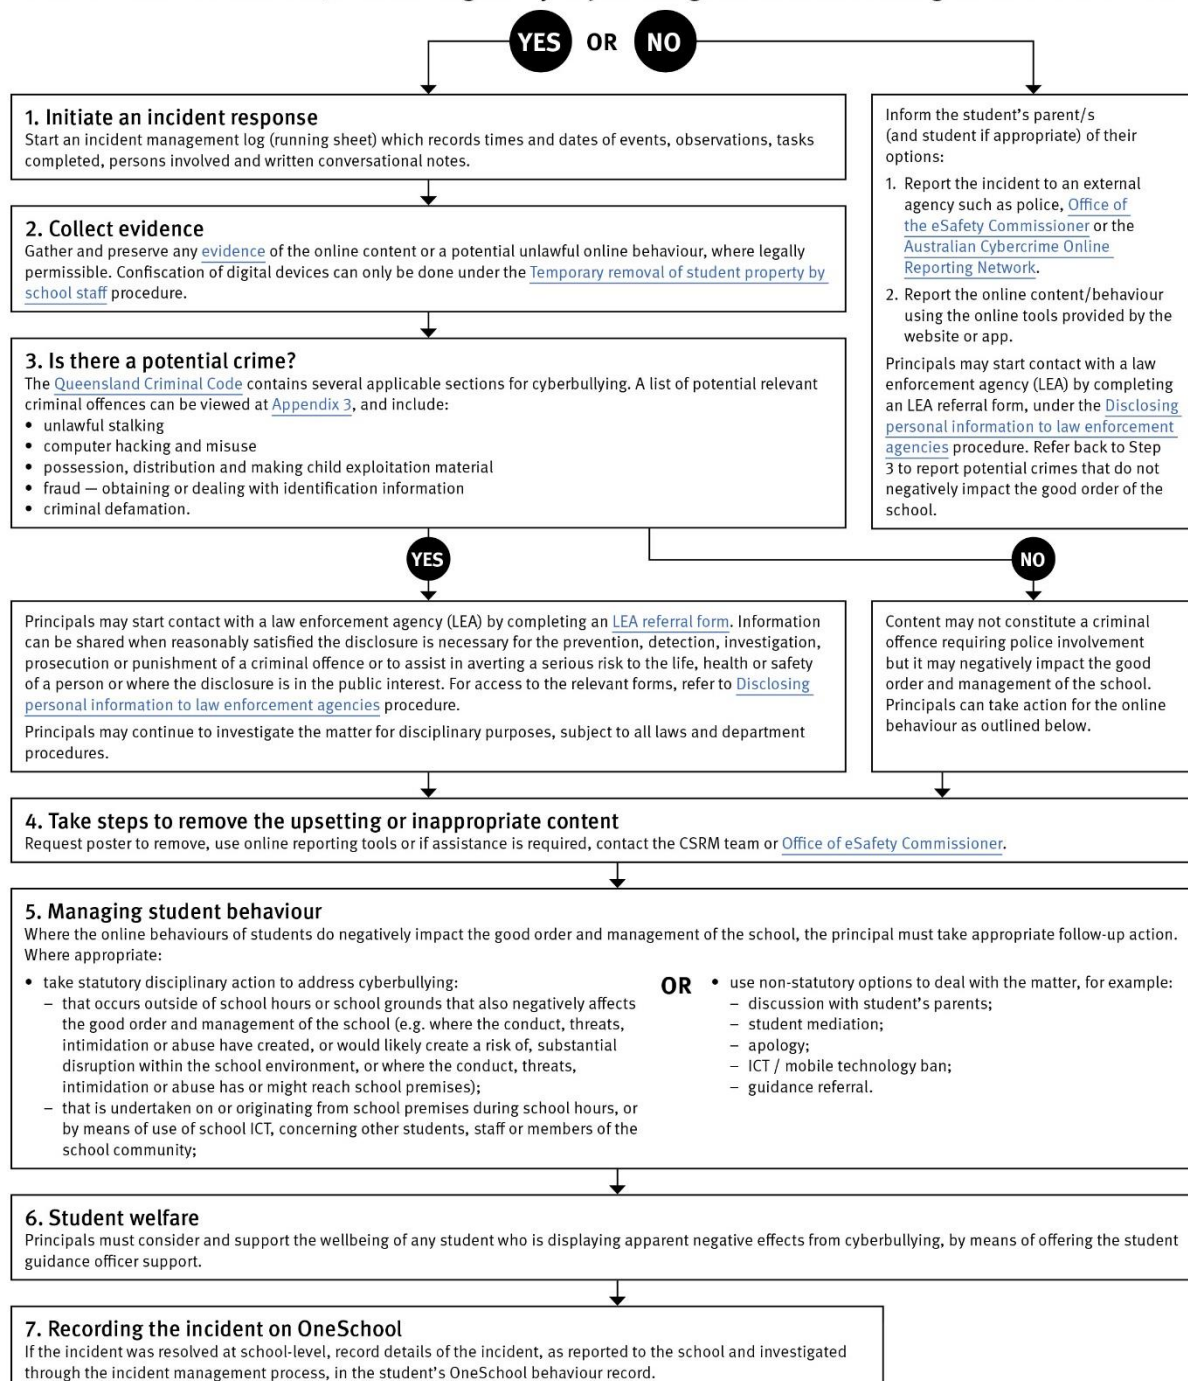 YES OR NO
1. Initiate an incident response
Start an incident management log (running sheet) which records times and dates of events, observations, tasks
completed, persons involved and written conversational notes.
2. Collect evidence
Gather and preserve any evidence of the online content or a potential unlawful online behaviour, where legally
permissible. Confiscation of digital devices can only be done under the Temporary removal of student property by
school staff procedure.
3. Is there a potential crime?
The Queensland Criminal Code contains several applicable sections for cyberbullying. A list of potential relevant
criminal offences can be viewed at Appendix 3, and include:
• unlawful stalking
• computer hacking and misuse
• possession, distribution and making child exploitation material
• fraud — obtaining or dealing with identification information
• criminal defamation.
Inform the student's parent/s
(and student if appropriate) of their
options:
1. Report the incident to an external
agency such as police, Office of
the eSafety Commissioner or the
Australian Cybercrime Online
Reporting Network.
2. Report the online content/behaviour
using the online tools provided by the
website or app.
Principals may start contact with a law
enforcement agency (LEA) by completing
an LEA referral form, under the Disclosing
personal information to law enforcement
agencies procedure. Refer back to Step
3 to report potential crimes that do not
negatively impact the good order of the
school.
YES
NO
Principals may start contact with a law enforcement agency (LEA) by completing an LEA referral form. Information
can be shared when reasonably satisfied the disclosure is necessary for the prevention, detection, investigation,
prosecution or punishment of a criminal offence or to assist in averting a serious risk to the life, health or safety
of a person or where the disclosure is in the public interest. For access to the relevant forms, refer to Disclosing
personal information to law enforcement agencies procedure.
Principals may continue to investigate the matter for disciplinary purposes, subject to all laws and department
procedures.
Content may not constitute a criminal
offence requiring police involvement
but it may negatively impact the good
order and management of the school.
Principals can take action for the online
behaviour as outlined below.
4. Take steps to remove the upsetting or inappropriate content
Request poster to remove, use online reporting tools or if assistance is required, contact the CSRM team or Office of eSafety Commissioner.
5. Managing student behaviour
Where the online behaviours of students do negatively impact the good order and management of the school, the principal must take appropriate follow-up action.
Where appropriate:
• take statutory disciplinary action to address cyberbullying:
– that occurs outside of school hours or school grounds that also negatively affects
the good order and management of the school (e.g. where the conduct, threats,
intimidation or abuse have created, or would likely create a risk of, substantial
disruption within the school environment, or where the conduct, threats,
intimidation or abuse has or might reach school premises);
– that is undertaken on or originating from school premises during school hours, or
by means of use of school ICT, concerning other students, staff or members of the
school community;
OR
• use non-statutory options to deal with the matter, for example:
– discussion with student's parents;
– student mediation;
– apology;
– ICT / mobile technology ban;
– guidance referral.
6. Student welfare
Principals must consider and support the wellbeing of any student who is displaying apparent negative effects from cyberbullying, by means of offering the student
guidance officer support.
7. Recording the incident on OneSchool
If the incident was resolved at school-level, record details of the incident, as reported to the school and investigated
through the incident management process, in the student's OneSchool behaviour record.